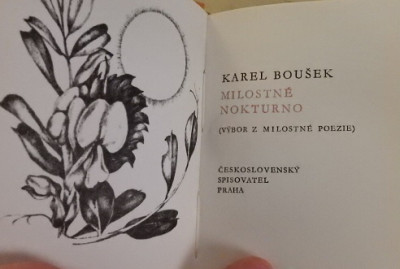 KAREL BOUŠEK
MILOSTNÉ
NOKTURNO
(VÝBOR Z MILOSTNÉ POEZIE)
ČESKOSLOVENSKÝ
SPISOVATEL
PRAHA